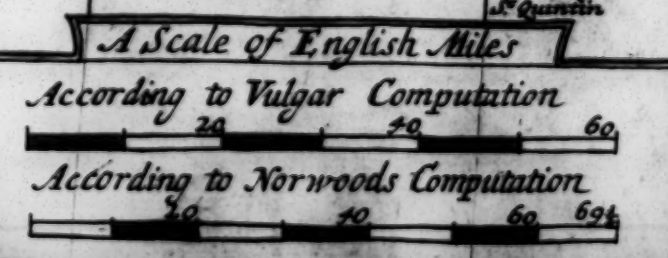 St. Quintin
A Scale of English Miles
According to Vulgar Computation
20 40 60
According to Norwoods Computation
20 40 60 69½